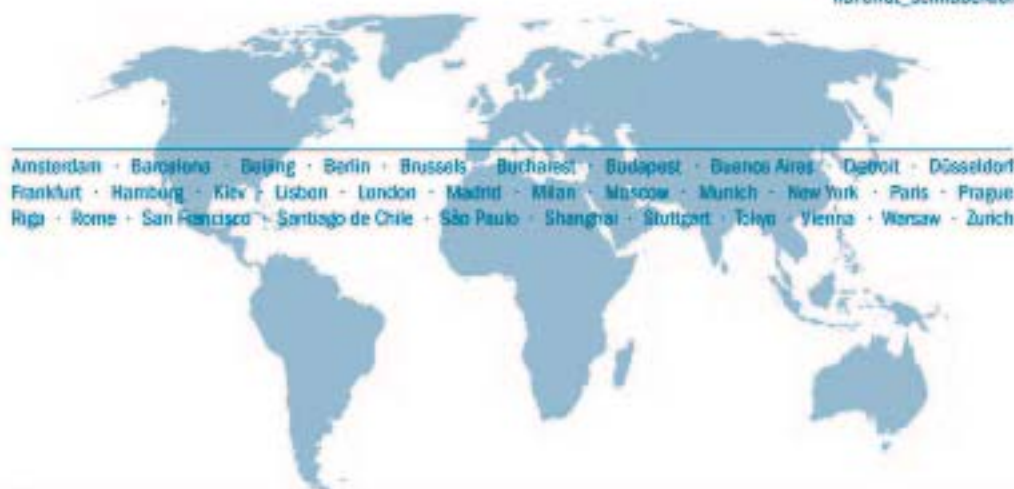 Amsterdam · Barcelona · Beijing · Berlin · Brussels · Bucharest · Budapest · Buenos Aires · Detroit · Düsseldorf
Frankfurt · Hamburg · Kiev · Lisbon · London · Madrid · Milan · Moscow · Munich · New York · Paris · Prague
Riga · Rome · San Francisco · Santiago de Chile · São Paulo · Shanghai · Stuttgart · Tokyo · Vienna · Warsaw · Zurich